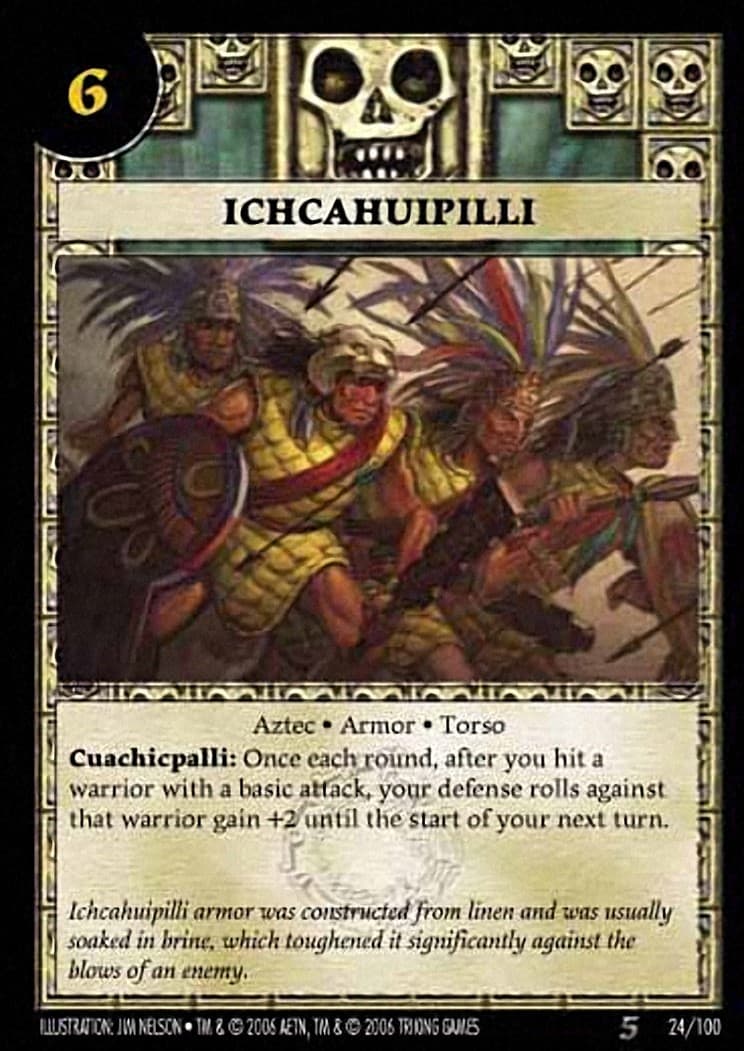 6
ICHCAHUIPILLI
Aztec • Armor • Torso
Cuachicpalli: Once each round, after you hit a
warrior with a basic attack, your defense rolls against
that warrior gain +2 until the start of your next turn.
Ichcahuipilli armor was constructed from linen and was usually
soaked in brine, which toughened it significantly against the
blows of an enemy.
ILLUSTRATION: JIM NELSON • TM & © 2006 AETN, TM & © 2006 TRIKING GAMES 5 24/100